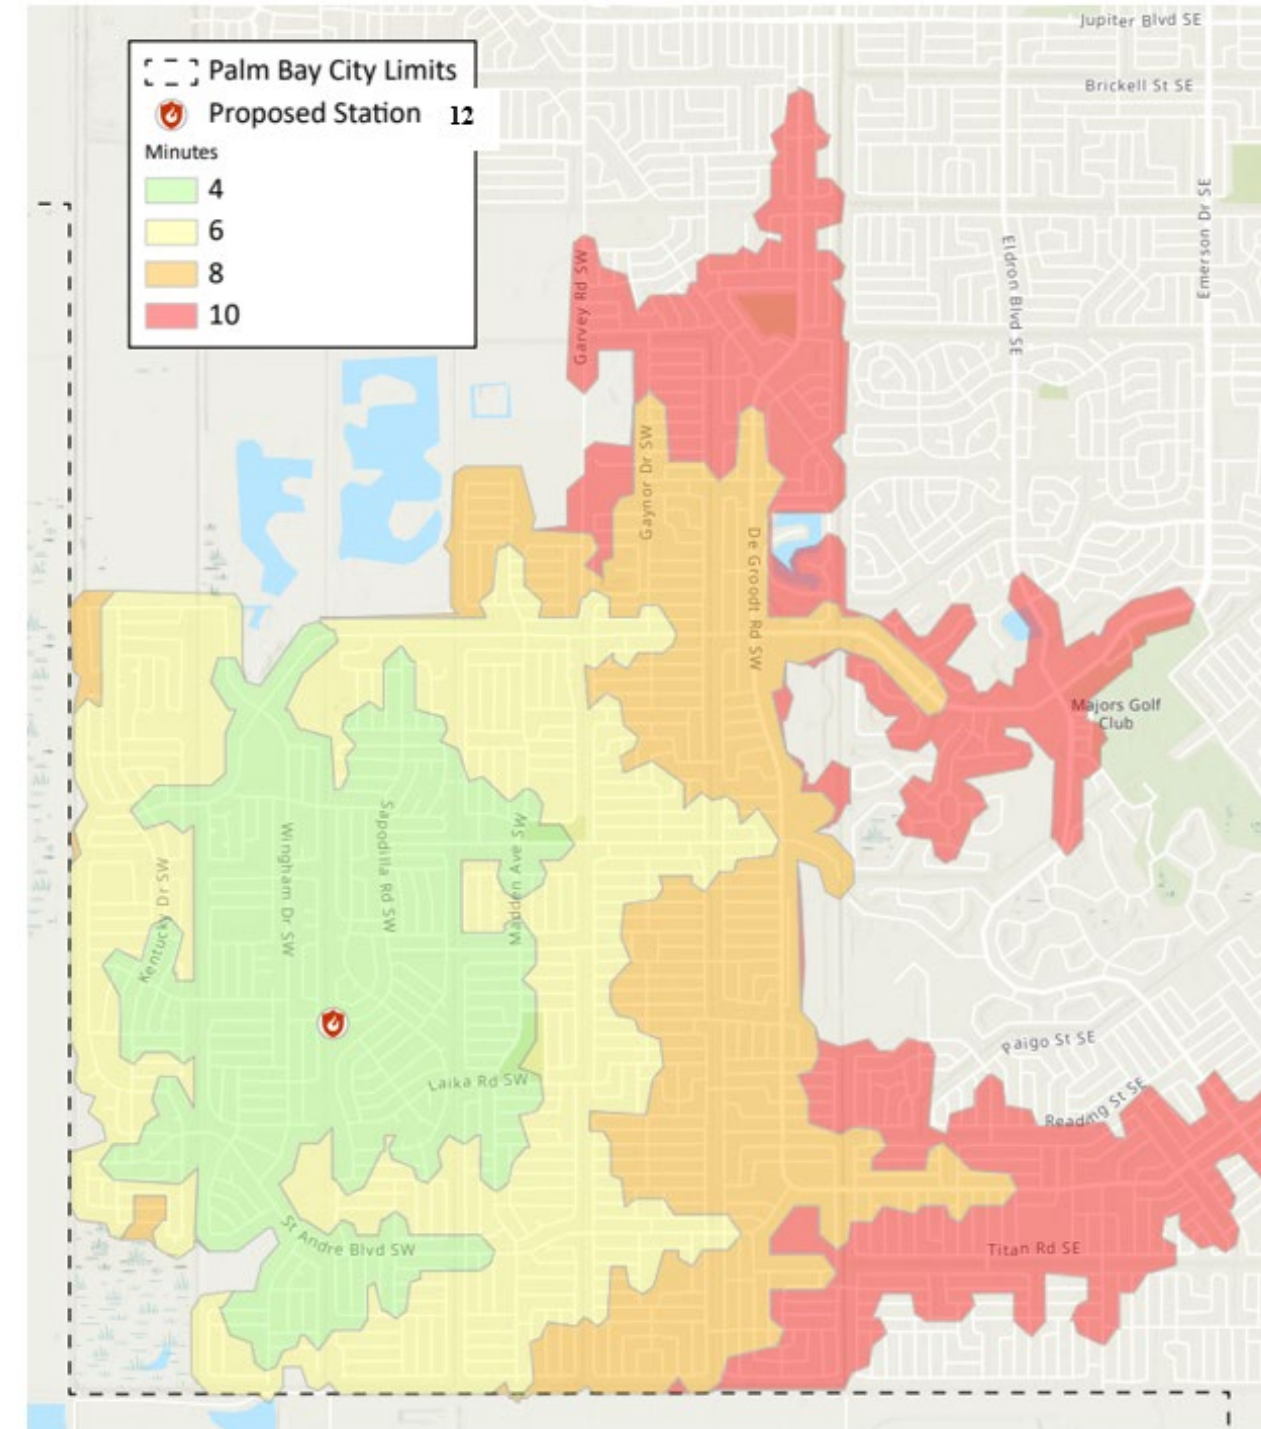 Jupiter Blvd SE
Palm Bay City Limits
Brickell St SE
Proposed Station 12
Minutes
4
6
8
10
Emerson Dr SE
Eldron Blvd SE
Garvey Rd SW
Gaynor Dr SW
De Groodt Rd SW
Majors Golf
Club
Sapodilla Rd SW
Wingham Dr SW
Madden Ave SW
Kentucky Dr SW
Paigo St SE
Laika Rd SW
Reading St SE
St Andre Blvd SW
Titan Rd SE